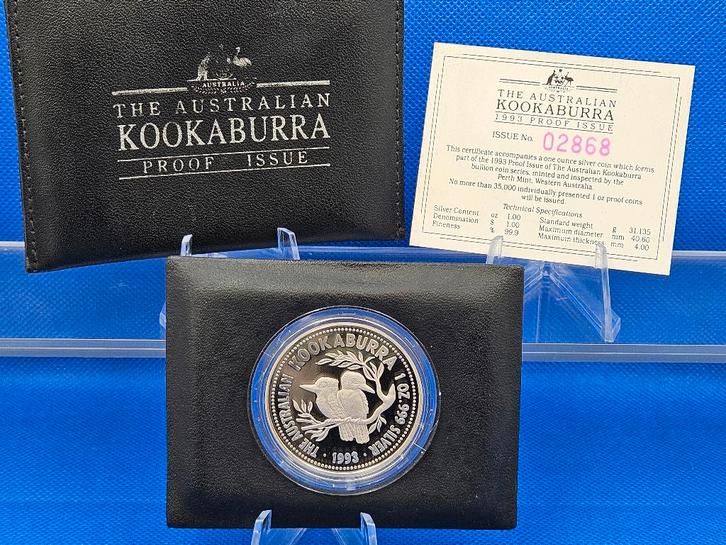 AUSTRALIA
THE AUSTRALIAN
KOOKABURRA
PROOF ISSUE
THE AUSTRALIAN
KOOKABURRA
1993 PROOF ISSUE
ISSUE No. 02868
This certificate accompanies a one ounce silver coin which forms
part of the 1993 Proof Issue of The Australian Kookaburra
bullion coin series, minted and inspected by the
Perth Mint, Western Australia.
No more than 35,000 individually presented 1 oz proof coins
will be issued.
Technical Specifications
Silver Content oz 1.00 Standard weight g 31.135
Denomination $ 1.00 Maximum diameter mm 40.60
Fineness % 99.9 Maximum thickness mm 4.00
THE AUSTRALIAN KOOKABURRA 1 OZ. 999 SILVER
· 1993 ·